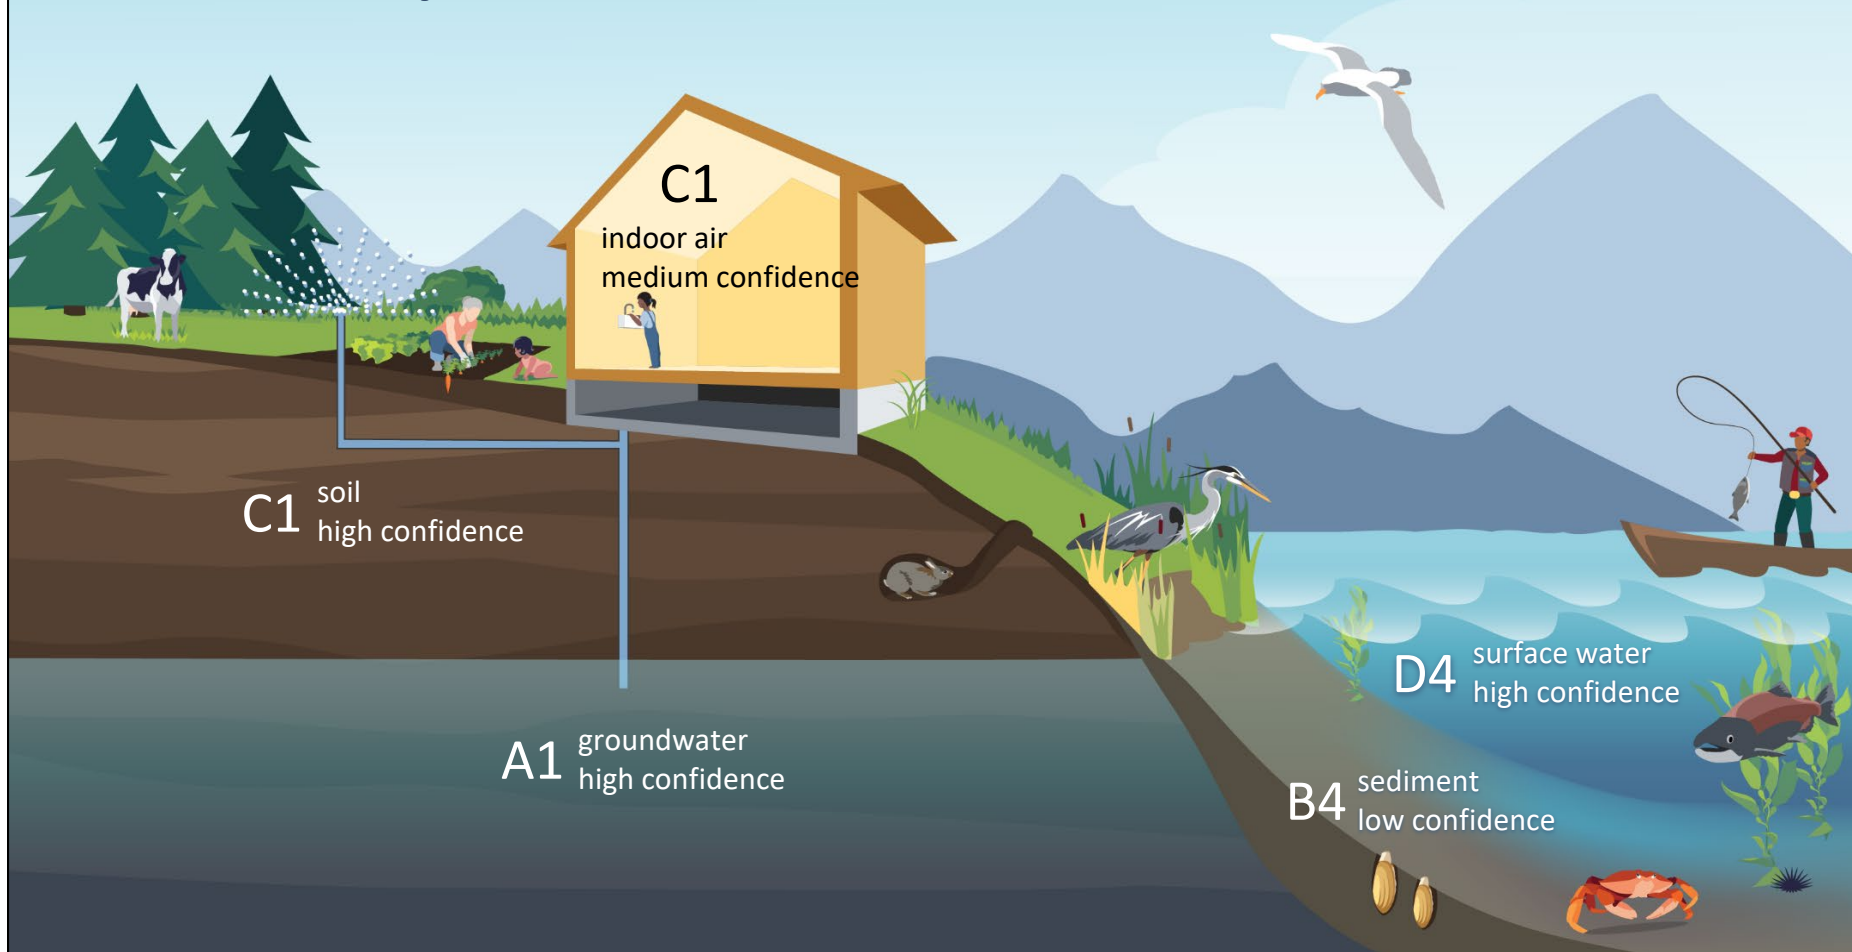 C1
indoor air
medium confidence
C1 soil
high confidence
A1 groundwater
high confidence
D4 surface water
high confidence
B4 sediment
low confidence